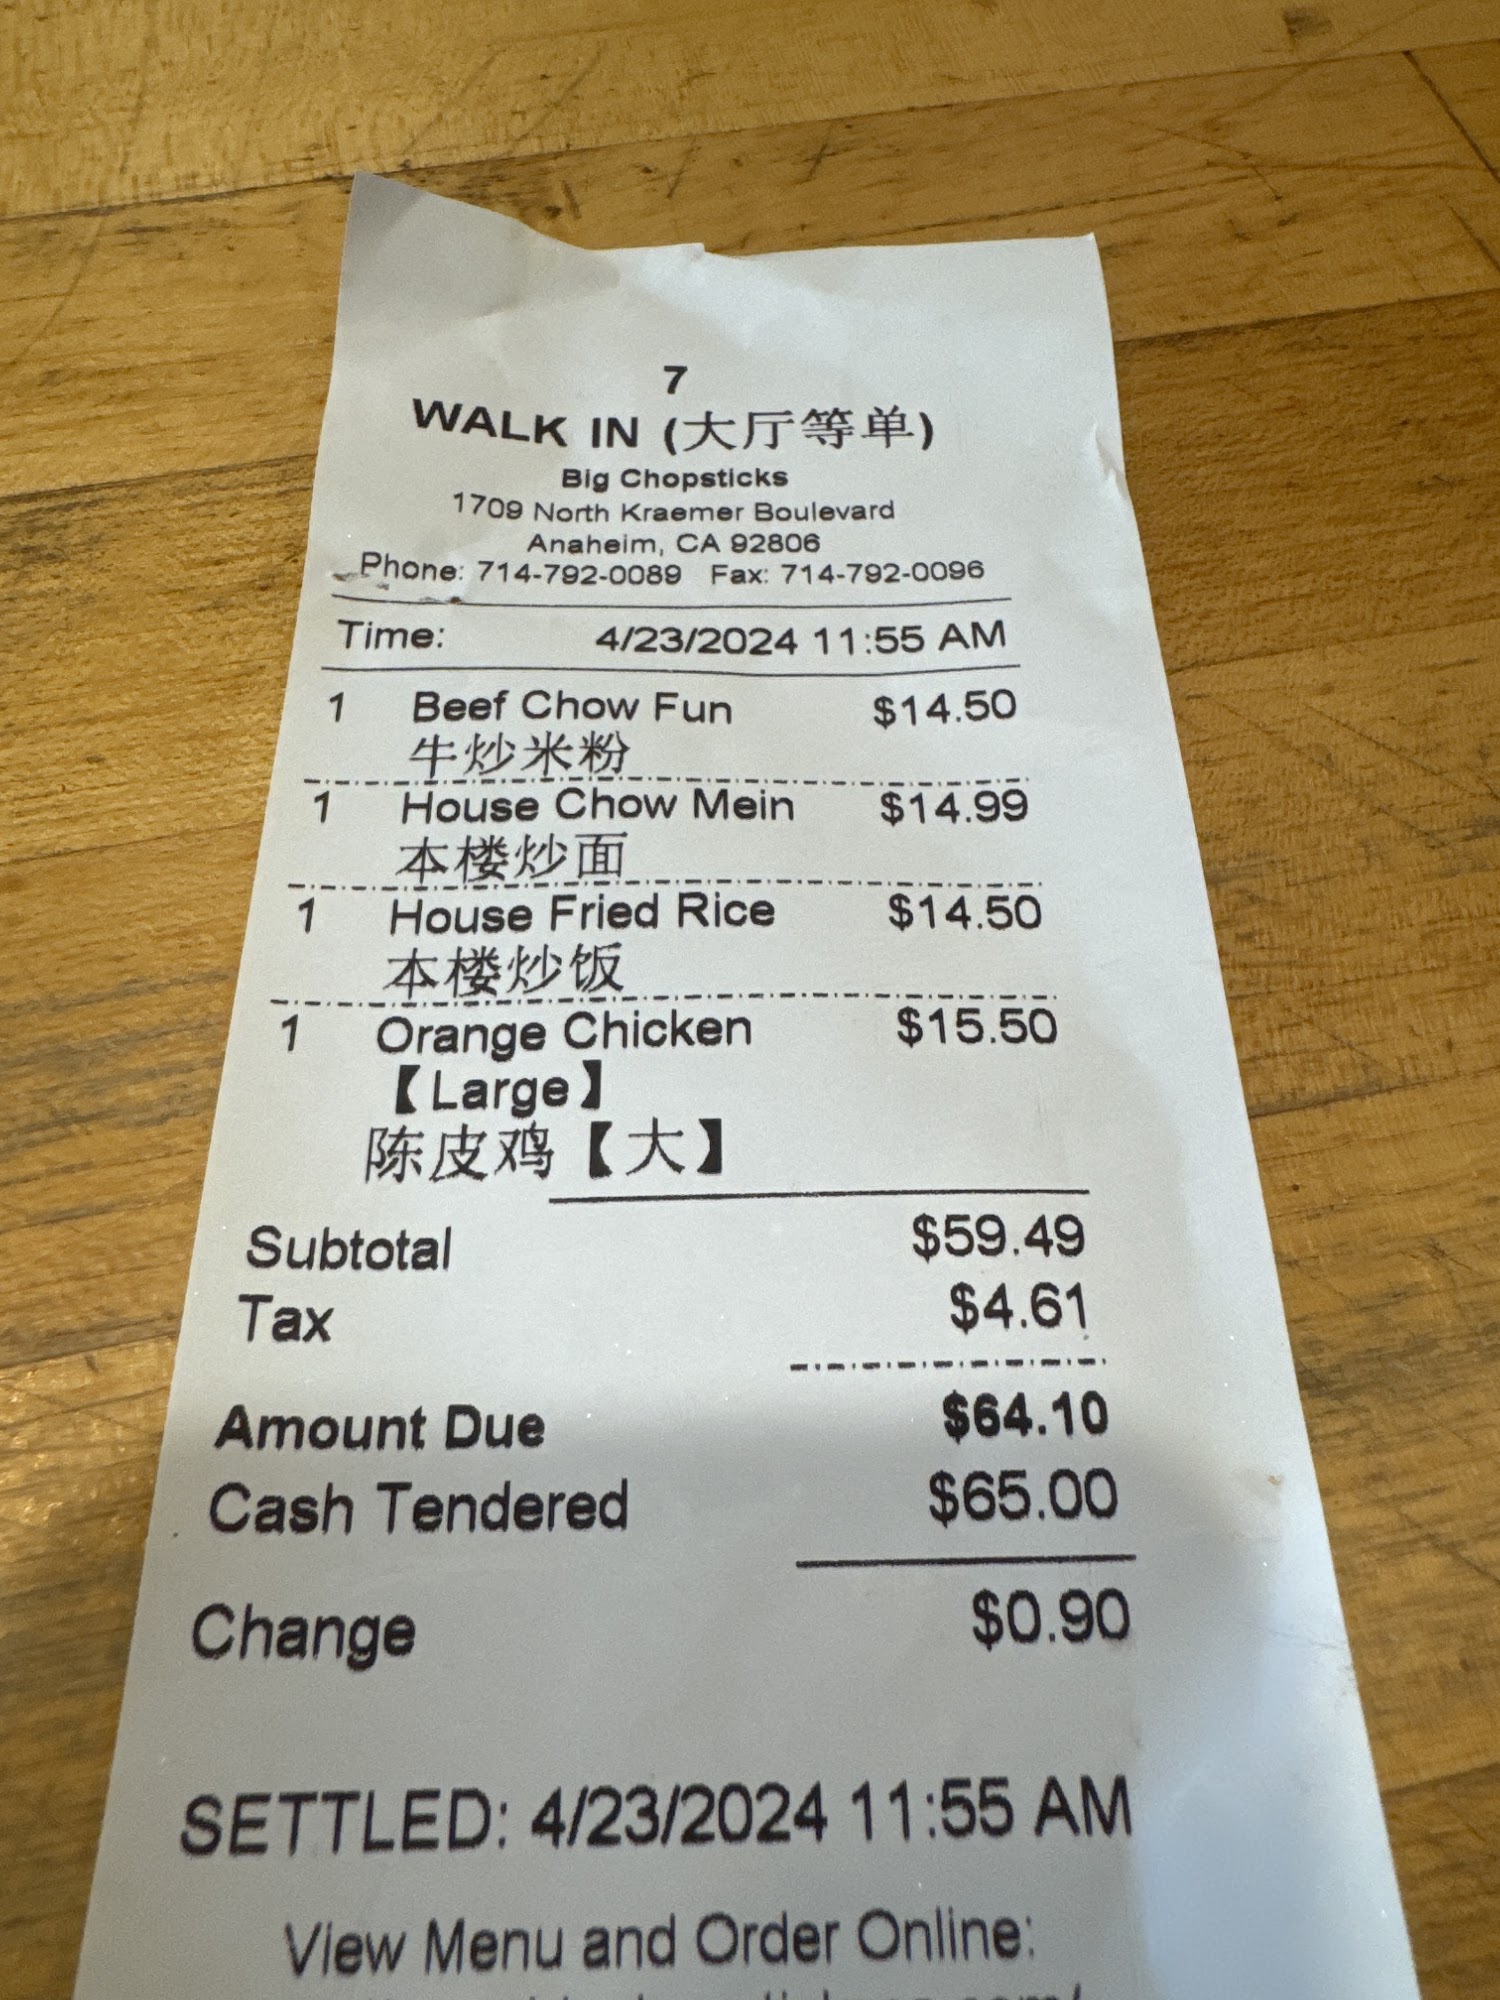 7
WALK IN (大厅等单)
Big Chopsticks
1709 North Kraemer Boulevard
Anaheim, CA 92806
Phone: 714-792-0089 Fax: 714-792-0096
Time: 4/23/2024 11:55 AM
1 Beef Chow Fun $14.50
牛炒米粉
1 House Chow Mein $14.99
本楼炒面
1 House Fried Rice $14.50
本楼炒饭
1 Orange Chicken $15.50
【Large】
陈皮鸡【大】
Subtotal $59.49
Tax $4.61
Amount Due $64.10
Cash Tendered $65.00
Change $0.90
SETTLED: 4/23/2024 11:55 AM
View Menu and Order Online: